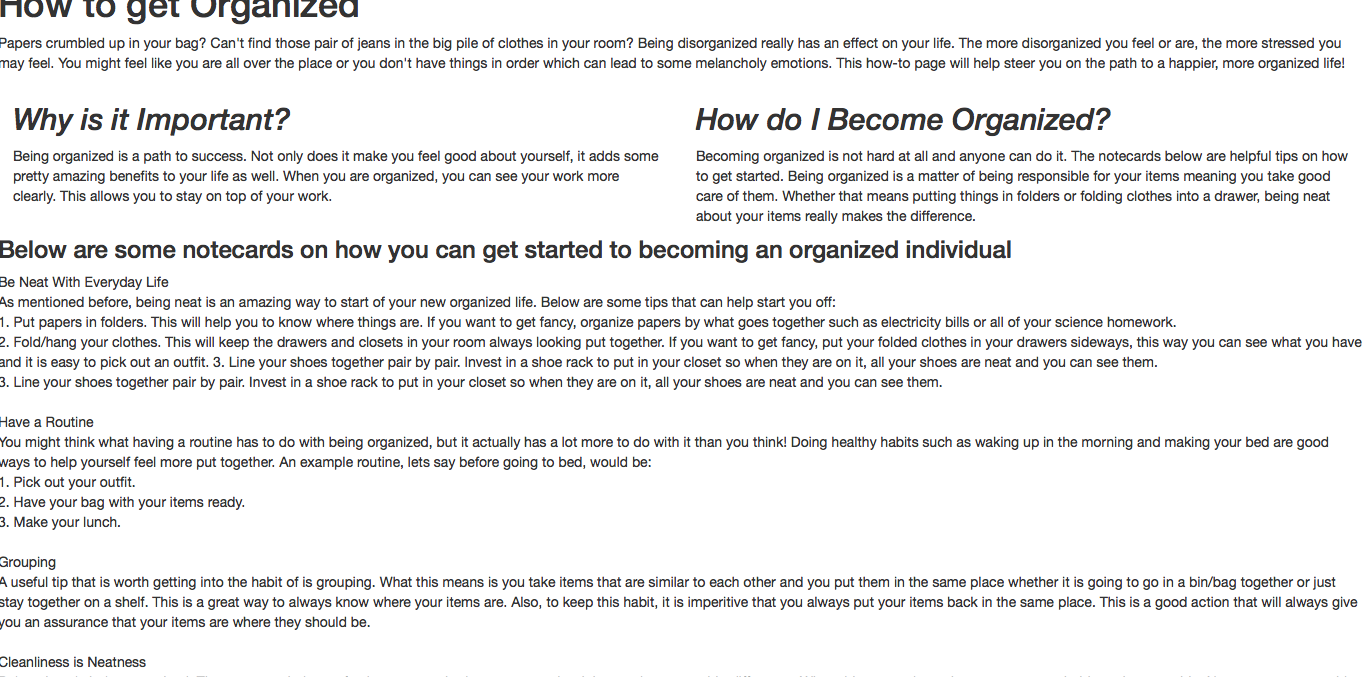 How to get Organized
Papers crumbled up in your bag? Can't find those pair of jeans in the big pile of clothes in your room? Being disorganized really has an effect on your life. The more disorganized you feel or are, the more stressed you
may feel. You might feel like you are all over the place or you don't have things in order which can lead to some melancholy emotions. This how-to page will help steer you on the path to a happier, more organized life!
Why is it Important?
Being organized is a path to success. Not only does it make you feel good about yourself, it adds some
pretty amazing benefits to your life as well. When you are organized, you can see your work more
clearly. This allows you to stay on top of your work.
How do I Become Organized?
Becoming organized is not hard at all and anyone can do it. The notecards below are helpful tips on how
to get started. Being organized is a matter of being responsible for your items meaning you take good
care of them. Whether that means putting things in folders or folding clothes into a drawer, being neat
about your items really makes the difference.
Below are some notecards on how you can get started to becoming an organized individual
Be Neat With Everyday Life
As mentioned before, being neat is an amazing way to start of your new organized life. Below are some tips that can help start you off:
1. Put papers in folders. This will help you to know where things are. If you want to get fancy, organize papers by what goes together such as electricity bills or all of your science homework.
2. Fold/hang your clothes. This will keep the drawers and closets in your room always looking put together. If you want to get fancy, put your folded clothes in your drawers sideways, this way you can see what you have
and it is easy to pick out an outfit. 3. Line your shoes together pair by pair. Invest in a shoe rack to put in your closet so when they are on it, all your shoes are neat and you can see them.
3. Line your shoes together pair by pair. Invest in a shoe rack to put in your closet so when they are on it, all your shoes are neat and you can see them.
Have a Routine
You might think what having a routine has to do with being organized, but it actually has a lot more to do with it than you think! Doing healthy habits such as waking up in the morning and making your bed are good
ways to help yourself feel more put together. An example routine, lets say before going to bed, would be:
1. Pick out your outfit.
2. Have your bag with your items ready.
3. Make your lunch.
Grouping
A useful tip that is worth getting into the habit of is grouping. What this means is you take items that are similar to each other and you put them in the same place whether it is going to go in a bin/bag together or just
stay together on a shelf. This is a great way to always know where your items are. Also, to keep this habit, it is imperitive that you always put your items back in the same place. This is a good action that will always give
you an assurance that your items are where they should be.
Cleanliness is Neatness